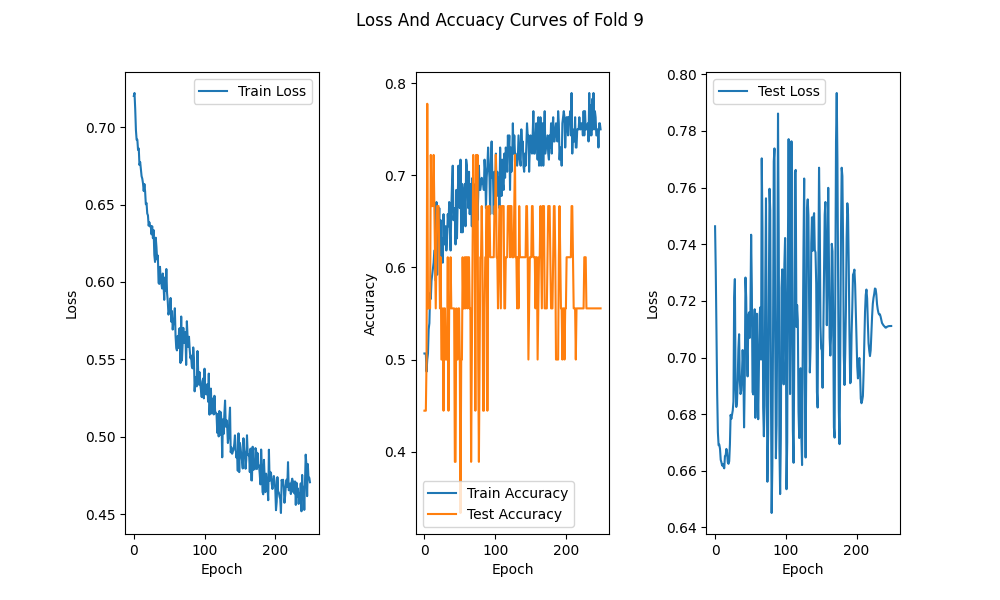 Loss And Accuacy Curves of Fold 9
0.70
0.65
0.60
0.55
0.50
0.45
Loss
0
100
200
Epoch
Train Loss
0.8
0.7
0.6
0.5
0.4
Accuracy
0
100
200
Epoch
Train Accuracy
Test Accuracy
0.80
0.78
0.76
0.74
0.72
0.70
0.68
0.66
0.64
Loss
0
100
200
Epoch
Test Loss